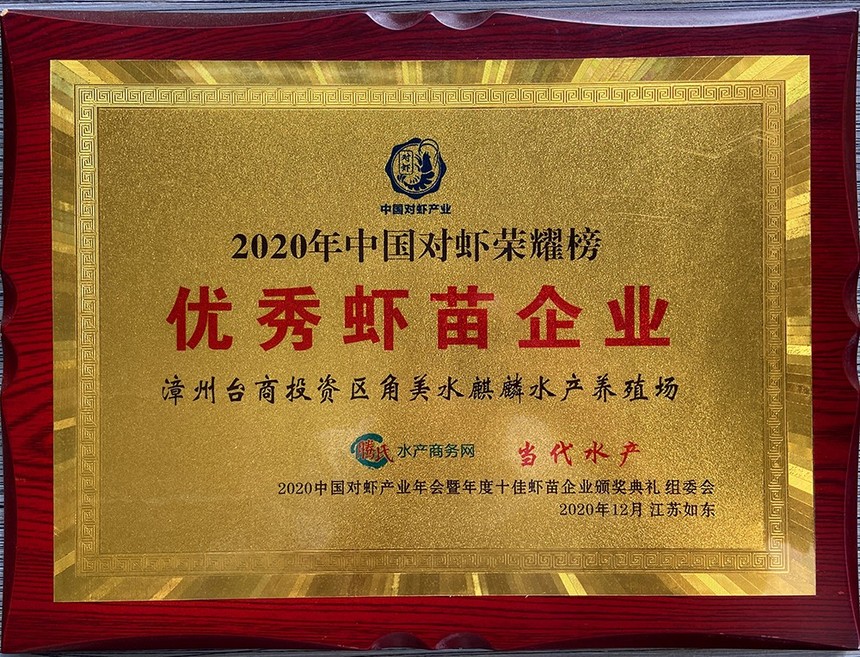 对虾
中国对虾产业
2020年中国对虾荣耀榜
优秀虾苗企业
漳州台商投资区角美水麒麟水产养殖场
腾氏 水产商务网 当代水产
2020中国对虾产业年会暨年度十佳虾苗企业颁奖典礼 组委会
2020年12月 江苏如东